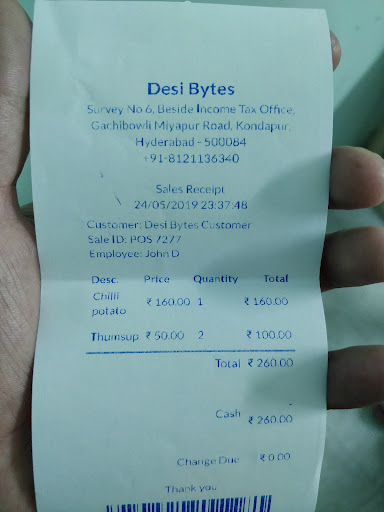 Desi Bytes
Survey No 6, Beside Income Tax Office,
Gachibowli Miyapur Road, Kondapur,
Hyderabad - 500084
+91-8121136340
Sales Receipt
24/05/2019 23:37:48
Customer: Desi Bytes Customer
Sale ID: POS 7277
Employee: John D
Desc. Price Quantity Total
Chilli
potato ₹ 160.00 1 ₹ 160.00
Thumsup ₹ 50.00 2 ₹ 100.00
Total ₹ 260.00
Cash ₹ 260.00
Change Due ₹ 0.00
Thank you